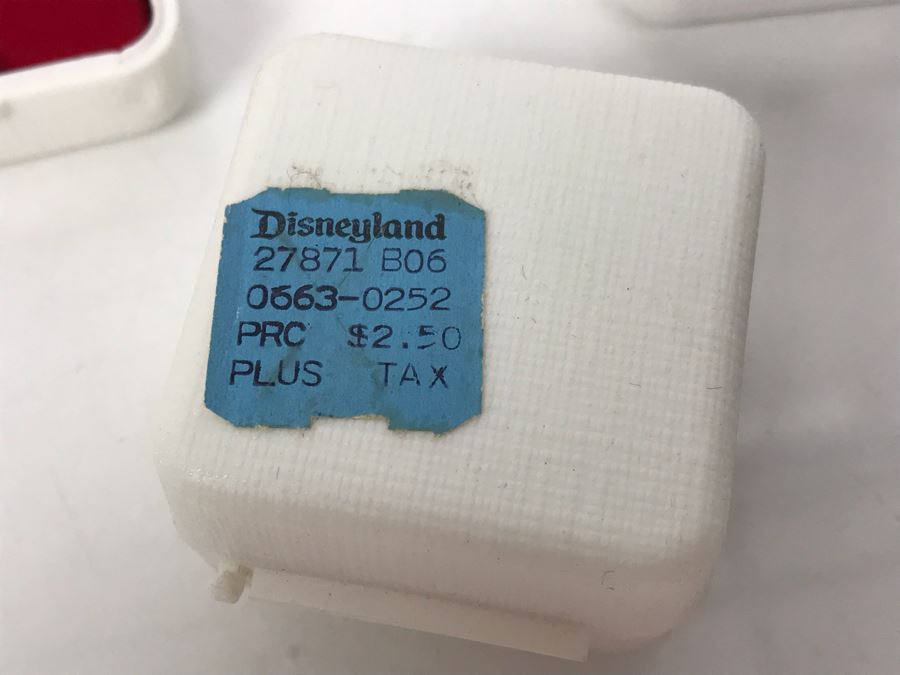 Disneyland
27871 B06
0663-0252
PRC $2.50
PLUS TAX